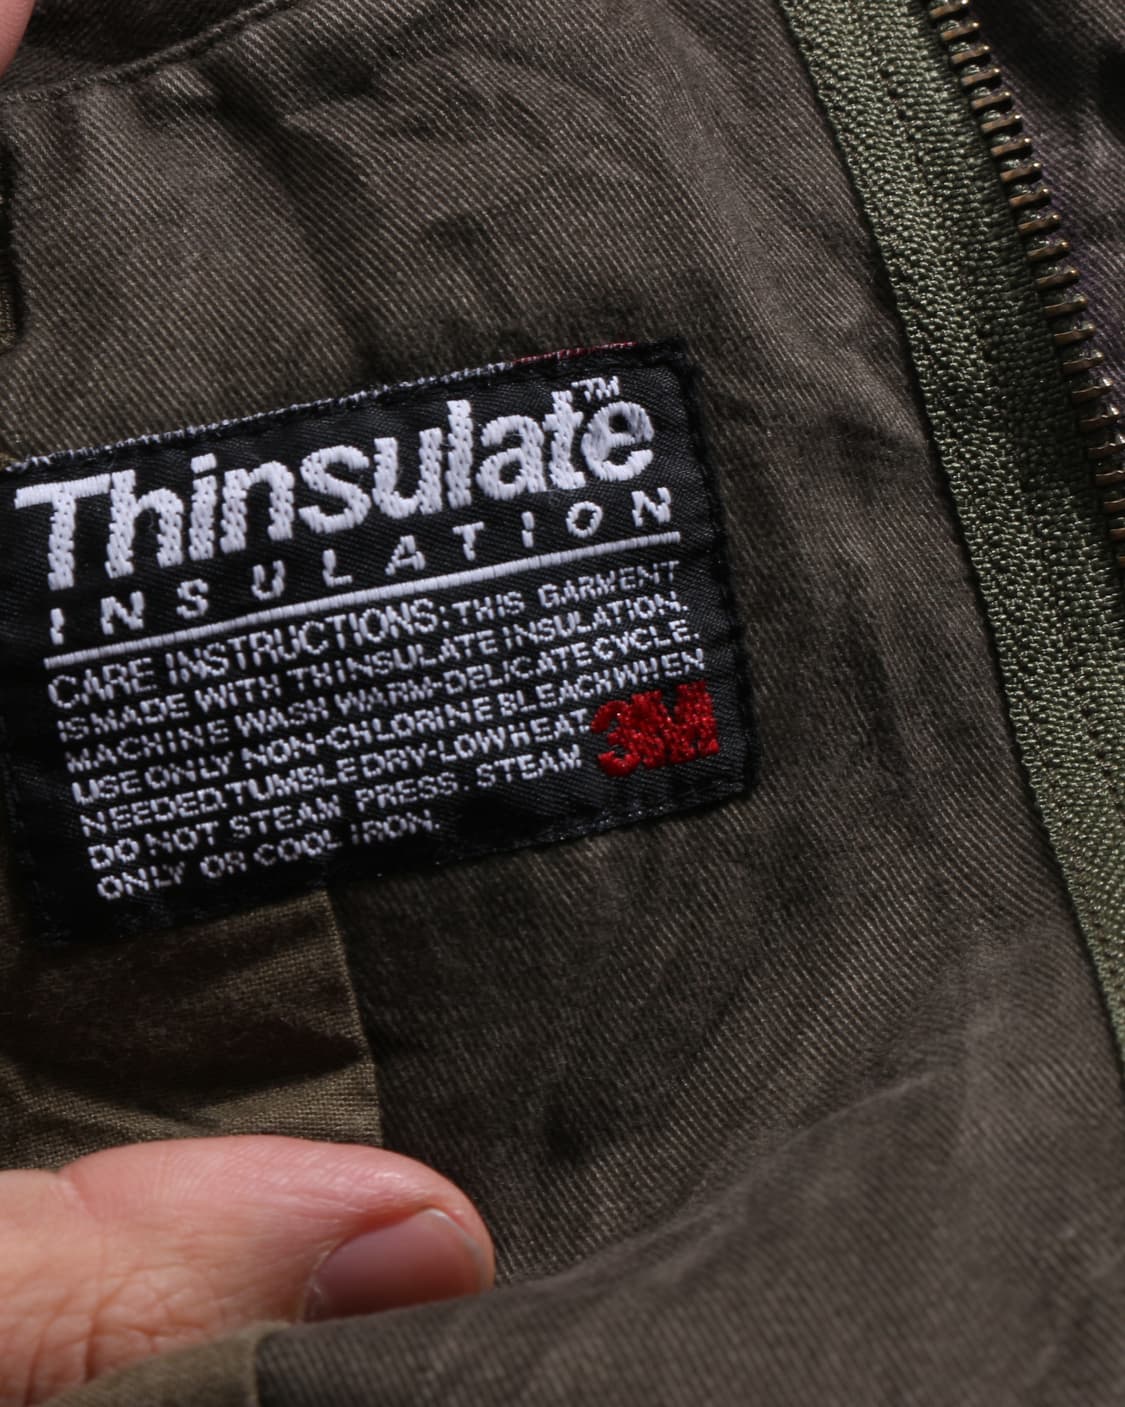 Thinsulate™
INSULATION
CARE INSTRUCTIONS: THIS GARMENT
IS MADE WITH THINSULATE INSULATION.
MACHINE WASH WARM-DELICATE CYCLE.
USE ONLY NON-CHLORINE BLEACH WHEN
NEEDED. TUMBLE DRY-LOW HEAT
DO NOT STEAM PRESS. STEAM
ONLY OR COOL IRON.
3M